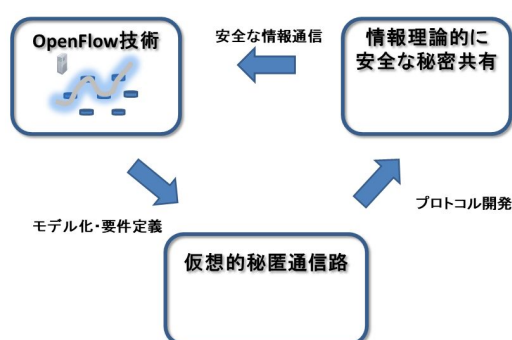 OpenFlow技術
安全な情報通信
情報理論的に
安全な秘密共有
モデル化・要件定義
プロトコル開発
仮想的秘匿通信路